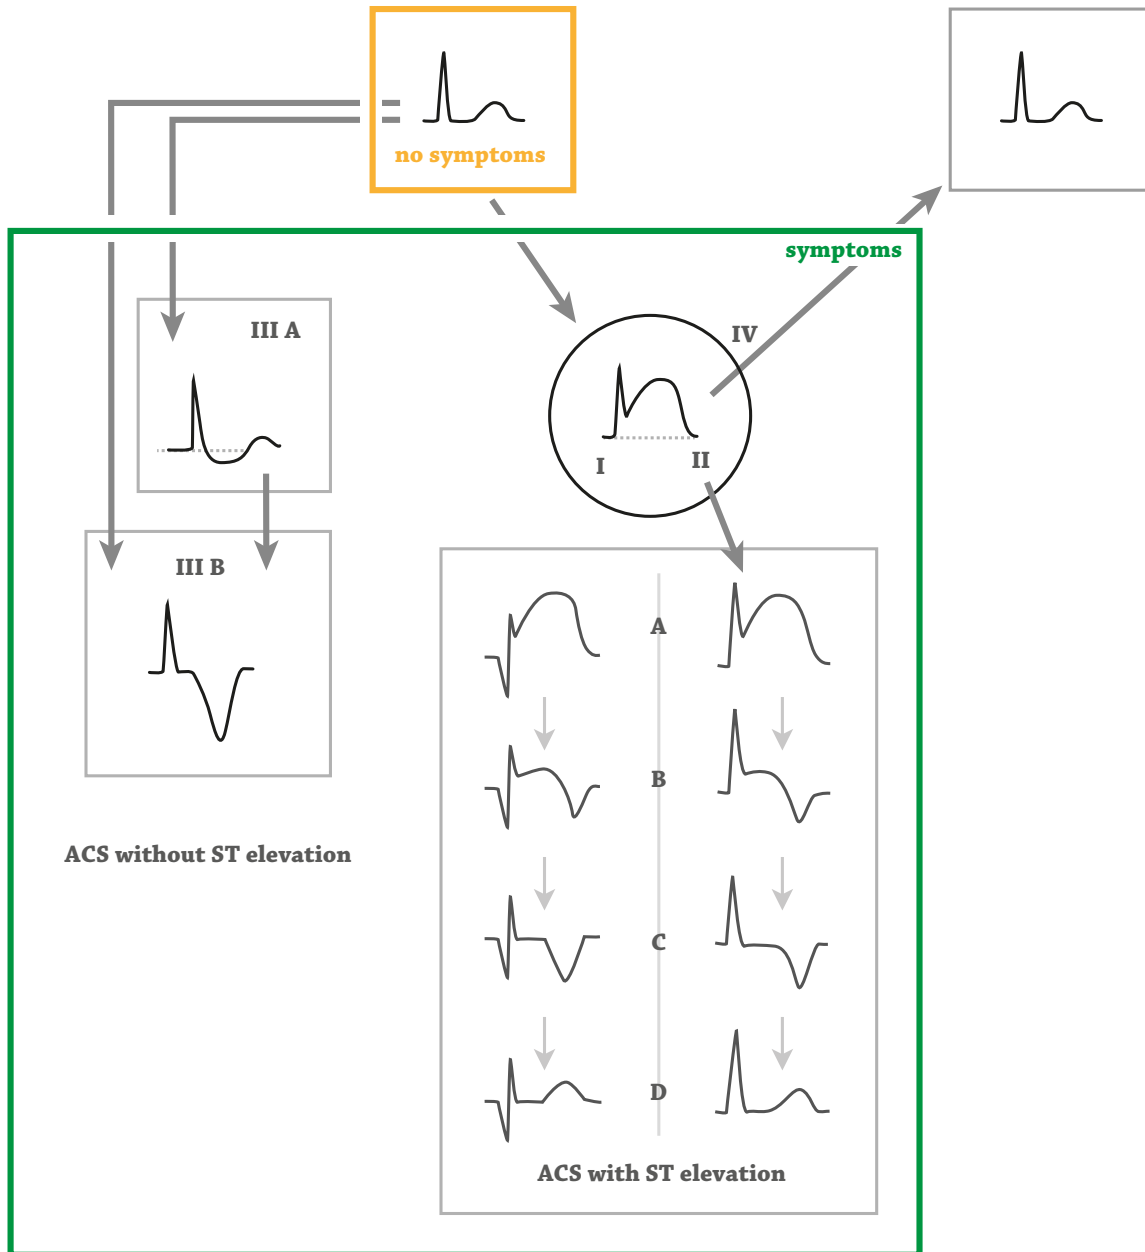 no symptoms
symptoms
III A
IV
I
II
III B
A
B
C
D
ACS without ST elevation
ACS with ST elevation